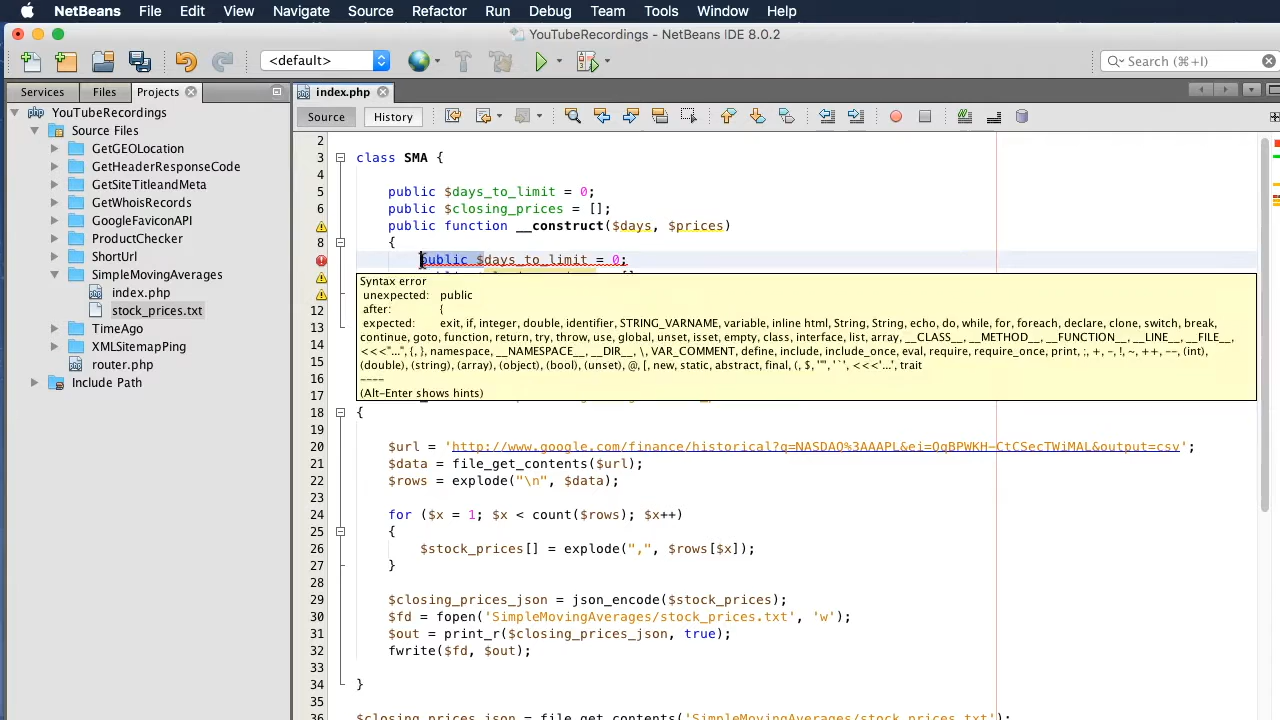 NetBeans File Edit View Navigate Source Refactor Run Debug Team Tools Window Help
YouTubeRecordings - NetBeans IDE 8.0.2
<default>
Search (⌘+I)
Services Files Projects
index.php
Source History
YouTubeRecordings
Source Files
GetGEOLocation
GetHeaderResponseCode
GetSiteTitleandMeta
GetWhoisRecords
GoogleFaviconAPI
ProductChecker
ShortUrl
SimpleMovingAverages
index.php
stock_prices.txt
TimeAgo
XMLSitemapPing
router.php
Include Path
2
3 class SMA {
4
5 public $days_to_limit = 0;
6 public $closing_prices = [];
public function __construct($days, $prices)
8 {
public $days_to_limit = 0;
Syntax error
unexpected: public
after: {
expected: exit, if, integer, double, identifier, STRING_VARNAME, variable, inline html, String, String, echo, do, while, for, foreach, declare, clone, switch, break,
continue, goto, function, return, try, throw, use, global, unset, isset, empty, class, interface, list, array, __CLASS__, __METHOD__, __FUNCTION__, __LINE__, __FILE__,
<<<"...", {, }, namespace, __NAMESPACE__, __DIR__, \, VAR_COMMENT, define, include, include_once, eval, require, require_once, print, ;, +, -, !, ~, ++, --, (int),
(double), (string), (array), (object), (bool), (unset), @, [, new, static, abstract, final, (, $, '"', '`', <<<'...', trait
----
(Alt-Enter shows hints)
12
13
14
15
16
17
18 {
19
20 $url = 'http://www.google.com/finance/historical?q=NASDAQ%3AAAPL&ei=OqBPWKH-CtCSecTWiMAL&output=csv';
21 $data = file_get_contents($url);
22 $rows = explode("\n", $data);
23
24 for ($x = 1; $x < count($rows); $x++)
25 {
26 $stock_prices[] = explode(",", $rows[$x]);
27 }
28
29 $closing_prices_json = json_encode($stock_prices);
30 $fd = fopen('SimpleMovingAverages/stock_prices.txt', 'w');
31 $out = print_r($closing_prices_json, true);
32 fwrite($fd, $out);
33
34 }
35
36 $closing_prices_json = file_get_contents('SimpleMovingAverages/stock_prices.txt');